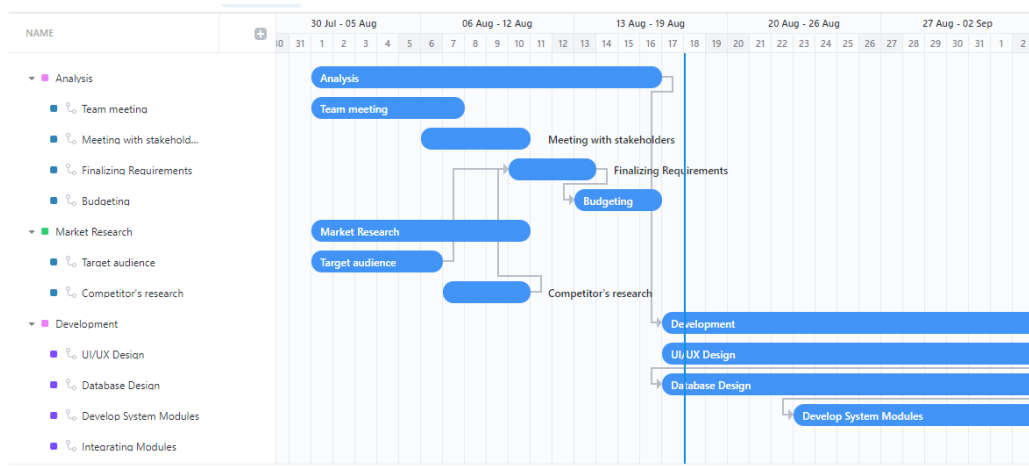 NAME
30 Jul - 05 Aug 06 Aug - 12 Aug 13 Aug - 19 Aug 20 Aug - 26 Aug 27 Aug - 02 Sep
30 31 1 2 3 4 5 6 7 8 9 10 11 12 13 14 15 16 17 18 19 20 21 22 23 24 25 26 27 28 29 30 31 1 2
Analysis Analysis
Team meeting Team meeting
Meeting with stakehold... Meeting with stakeholders
Finalizing Requirements Finalizing Requirements
Budgeting Budgeting
Market Research Market Research
Target audience Target audience
Competitor's research Competitor's research
Development Development
UI/UX Design UI/UX Design
Database Design Database Design
Develop System Modules Develop System Modules
Integrating Modules